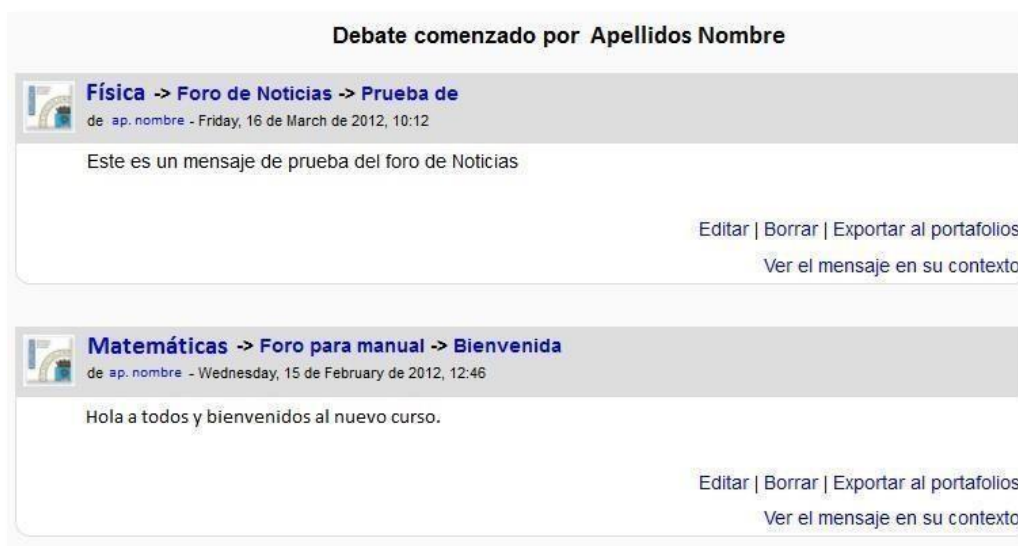 Debate comenzado por Apellidos Nombre
Física -> Foro de Noticias -> Prueba de
de ap. nombre - Friday, 16 de March de 2012, 10:12
Este es un mensaje de prueba del foro de Noticias
Editar | Borrar | Exportar al portafolios
Ver el mensaje en su contexto
Matemáticas -> Foro para manual -> Bienvenida
de ap. nombre - Wednesday, 15 de February de 2012, 12:46
Hola a todos y bienvenidos al nuevo curso.
Editar | Borrar | Exportar al portafolios
Ver el mensaje en su contexto